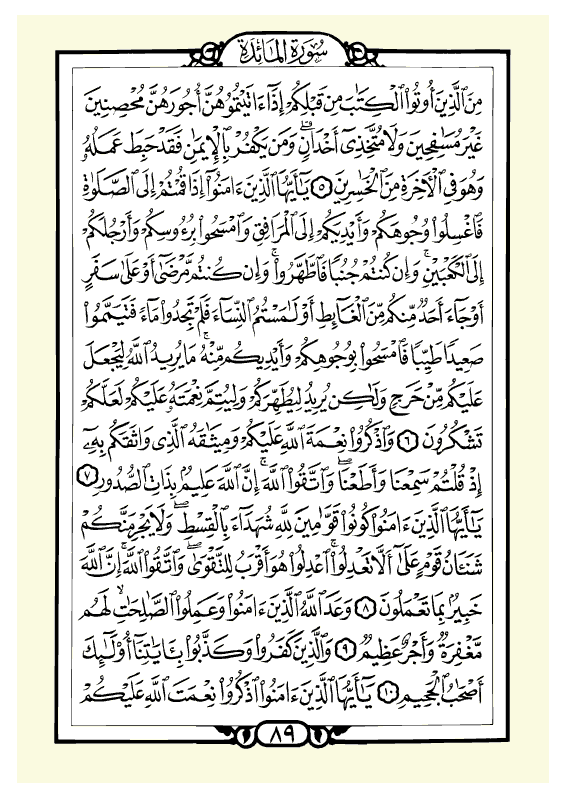 سُورَةُ المَائدة
مِنَ ٱلَّذِينَ أُوتُوا۟ ٱلْكِتَٰبَ مِن قَبْلِكُمْ إِذَآ ءَاتَيْتُمُوهُنَّ أُجُورَهُنَّ مُحْصِنِينَ
غَيْرَ مُسَٰفِحِينَ وَلَا مُتَّخِذِىٓ أَخْدَانٍۗ وَمَن يَكْفُرْ بِٱلْإِيمَٰنِ فَقَدْ حَبِطَ عَمَلُهُۥ
وَهُوَ فِى ٱلْءَاخِرَةِ مِنَ ٱلْخَٰسِرِينَ ٥ يَٰٓأَيُّهَا ٱلَّذِينَ ءَامَنُوٓا۟ إِذَا قُمْتُمْ إِلَى ٱلصَّلَوٰةِ
فَٱغْسِلُوا۟ وُجُوهَكُمْ وَأَيْدِيَكُمْ إِلَى ٱلْمَرَافِقِ وَٱمْسَحُوا۟ بِرُءُوسِكُمْ وَأَرْجُلَكُمْ
إِلَى ٱلْكَعْبَيْنِۚ وَإِن كُنتُمْ جُنُبًا فَٱطَّهَّرُوا۟ۚ وَإِن كُنتُم مَّرْضَىٰٓ أَوْ عَلَىٰ سَفَرٍ
أَوْ جَآءَ أَحَدٌ مِّنكُم مِّنَ ٱلْغَآئِطِ أَوْ لَٰمَسْتُمُ ٱلنِّسَآءَ فَلَمْ تَجِدُوا۟ مَآءً فَتَيَمَّمُوا۟
صَعِيدًا طَيِّبًا فَٱمْسَحُوا۟ بِوُجُوهِكُمْ وَأَيْدِيكُم مِّنْهُۚ مَا يُرِيدُ ٱللَّهُ لِيَجْعَلَ
عَلَيْكُم مِّنْ حَرَجٍ وَلَٰكِن يُرِيدُ لِيُطَهِّرَكُمْ وَلِيُتِمَّ نِعْمَتَهُۥ عَلَيْكُمْ لَعَلَّكُمْ
تَشْكُرُونَ ٦ وَٱذْكُرُوا۟ نِعْمَةَ ٱللَّهِ عَلَيْكُمْ وَمِيثَٰقَهُ ٱلَّذِى وَاثَقَكُم بِهِۦٓ
إِذْ قُلْتُمْ سَمِعْنَا وَأَطَعْنَاۖ وَٱتَّقُوا۟ ٱللَّهَۚ إِنَّ ٱللَّهَ عَلِيمٌۢ بِذَاتِ ٱلصُّدُورِ ٧
يَٰٓأَيُّهَا ٱلَّذِينَ ءَامَنُوا۟ كُونُوا۟ قَوَّٰمِينَ لِلَّهِ شُهَدَآءَ بِٱلْقِسْطِۖ وَلَا يَجْرِمَنَّكُمْ
شَنَـَٔانُ قَوْمٍ عَلَىٰٓ أَلَّا تَعْدِلُوا۟ۚ ٱعْدِلُوا۟ هُوَ أَقْرَبُ لِلتَّقْوَىٰۖ وَٱتَّقُوا۟ ٱللَّهَۚ إِنَّ ٱللَّهَ
خَبِيرٌۢ بِمَا تَعْمَلُونَ ٨ وَعَدَ ٱللَّهُ ٱلَّذِينَ ءَامَنُوا۟ وَعَمِلُوا۟ ٱلصَّٰلِحَٰتِۙ لَهُم
مَّغْفِرَةٌ وَأَجْرٌ عَظِيمٌ ٩ وَٱلَّذِينَ كَفَرُوا۟ وَكَذَّبُوا۟ بِـَٔايَٰتِنَآ أُو۟لَٰٓئِكَ
أَصْحَٰبُ ٱلْجَحِيمِ ١٠ يَٰٓأَيُّهَا ٱلَّذِينَ ءَامَنُوا۟ ٱذْكُرُوا۟ نِعْمَتَ ٱللَّهِ عَلَيْكُمْ
٨٩